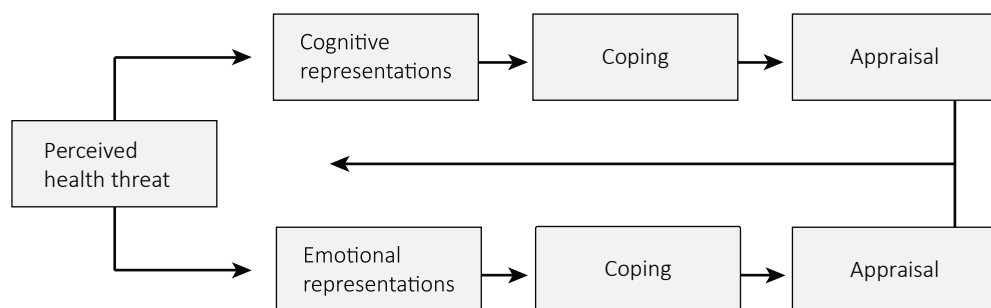 Cognitive
representations
Coping
Appraisal
Perceived
health threat
Emotional
representations
Coping
Appraisal